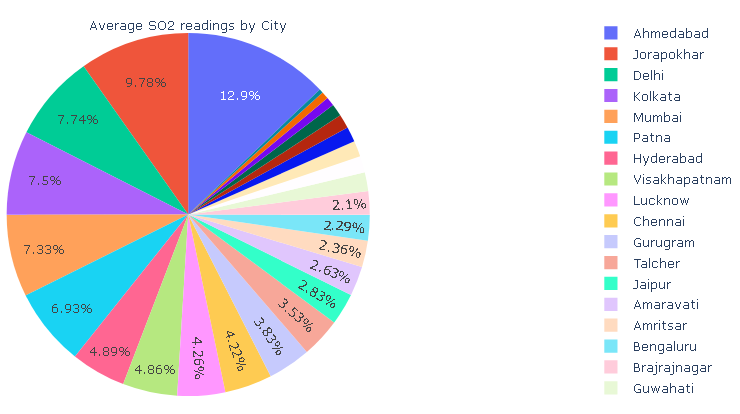 Average SO2 readings by City
12.9%
9.78%
7.74%
7.5%
7.33%
6.93%
4.89%
4.86%
4.26%
4.22%
3.83%
3.53%
2.83%
2.63%
2.36%
2.29%
2.1%
Ahmedabad
Jorapokhar
Delhi
Kolkata
Mumbai
Patna
Hyderabad
Visakhapatnam
Lucknow
Chennai
Gurugram
Talcher
Jaipur
Amaravati
Amritsar
Bengaluru
Brajrajnagar
Guwahati